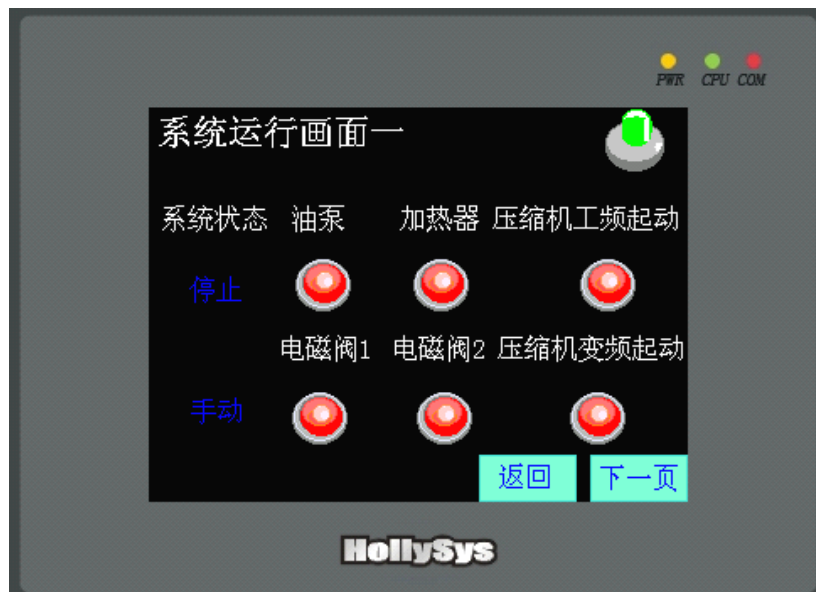 PWR CPU COM
系统运行画面一
系统状态 油泵 加热器 压缩机工频起动
停止
电磁阀1 电磁阀2 压缩机变频起动
手动
返回 下一页
HollySys